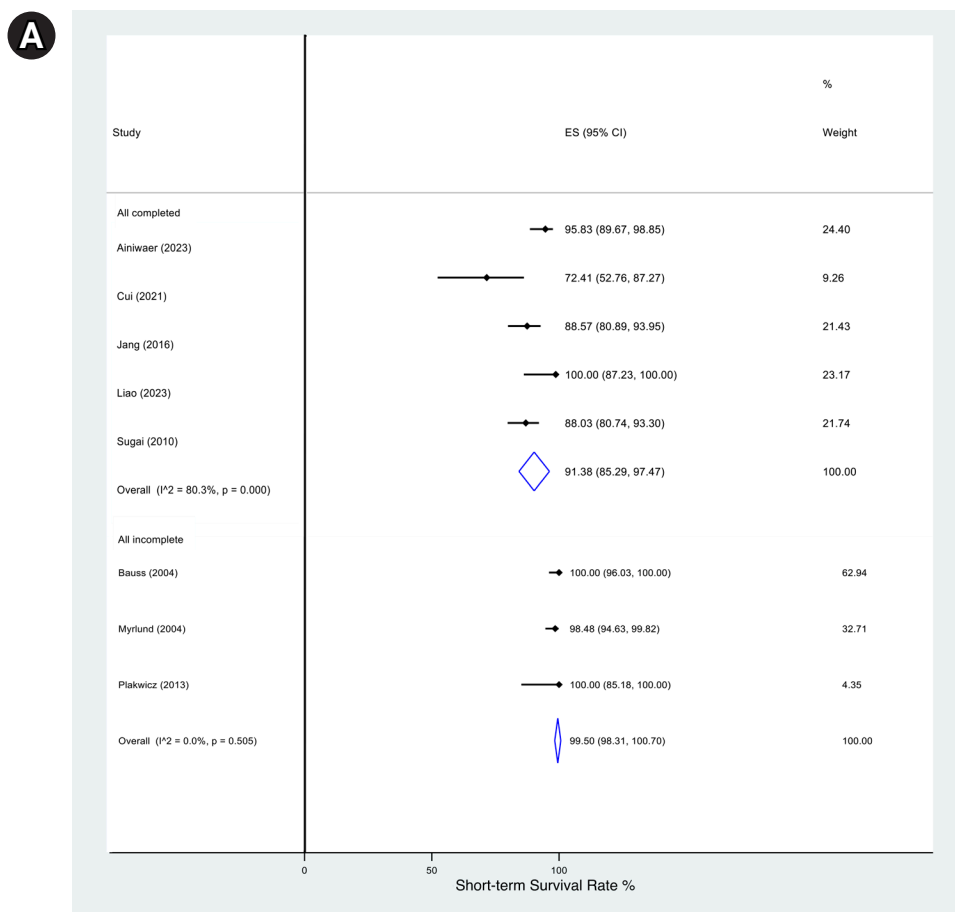 A
%
Study ES (95% CI) Weight
All completed
Ainiwaer (2023) 95.83 (89.67, 98.85) 24.40
Cui (2021) 72.41 (52.76, 87.27) 9.26
Jang (2016) 88.57 (80.89, 93.95) 21.43
Liao (2023) 100.00 (87.23, 100.00) 23.17
Sugai (2010) 88.03 (80.74, 93.30) 21.74
Overall (I^2 = 80.3%, p = 0.000) 91.38 (85.29, 97.47) 100.00
All incomplete
Bauss (2004) 100.00 (96.03, 100.00) 62.94
Myrlund (2004) 98.48 (94.63, 99.82) 32.71
Plakwicz (2013) 100.00 (85.18, 100.00) 4.35
Overall (I^2 = 0.0%, p = 0.505) 99.50 (98.31, 100.70) 100.00
0 50 100
Short-term Survival Rate %